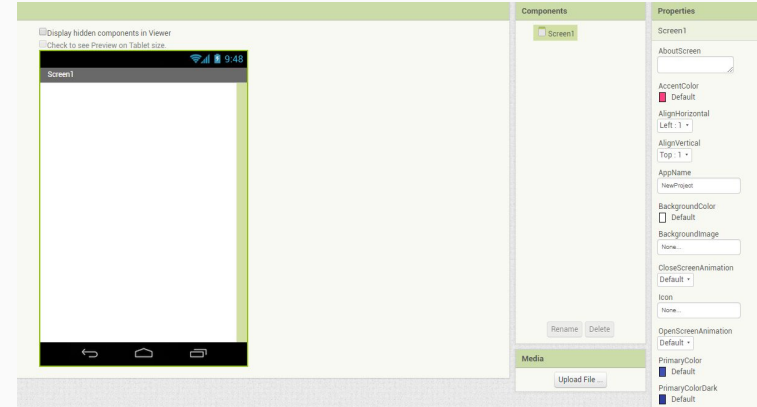 Display hidden components in Viewer
Check to see Preview on Tablet size.
9:48
Screen1
Components
Screen1
Rename
Delete
Media
Upload File ...
Properties
Screen1
AboutScreen
AccentColor
Default
AlignHorizontal
Left : 1
AlignVertical
Top : 1
AppName
NewProject
BackgroundColor
Default
BackgroundImage
None...
CloseScreenAnimation
Default
Icon
None...
OpenScreenAnimation
Default
PrimaryColor
Default
PrimaryColorDark
Default